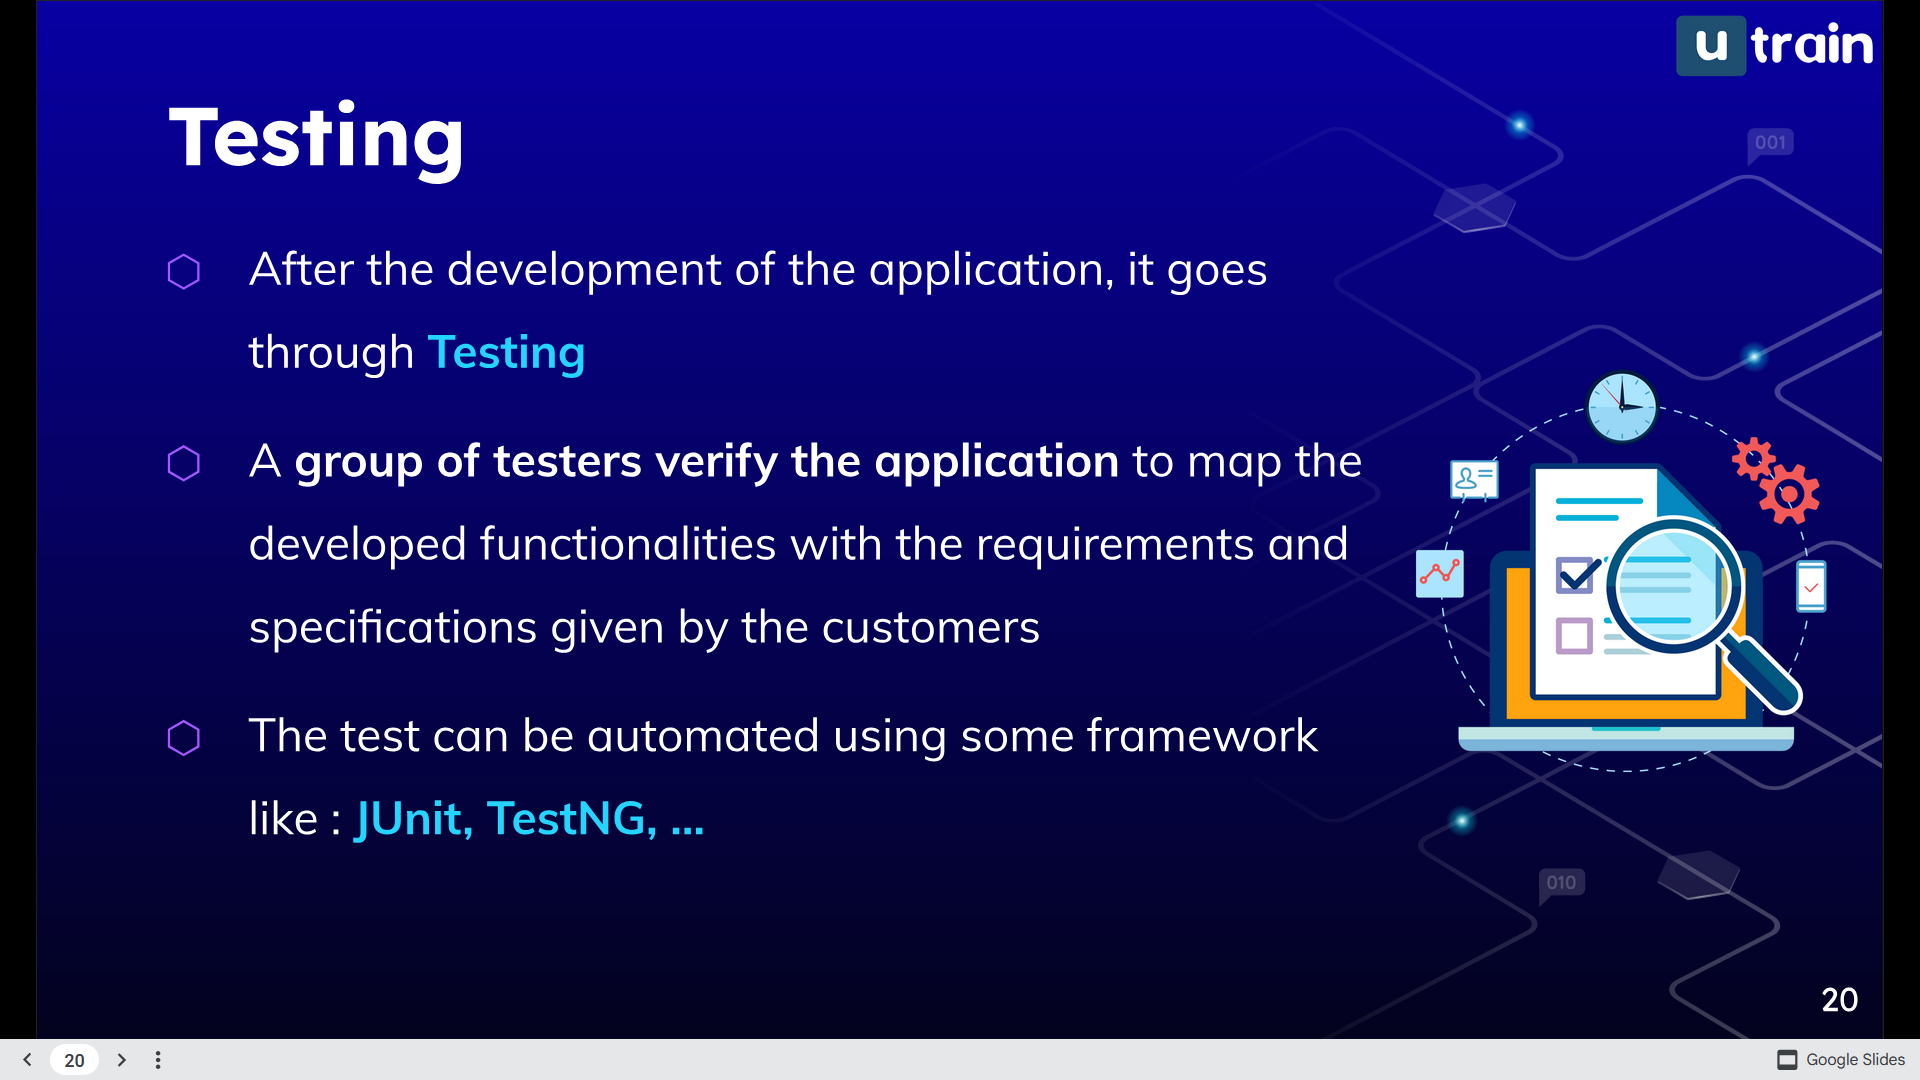 u train
001
Testing
After the development of the application, it goes
through Testing
A group of testers verify the application to map the
developed functionalities with the requirements and
specifications given by the customers
The test can be automated using some framework
like : JUnit, TestNG, ...
010
20
20
Google Slides